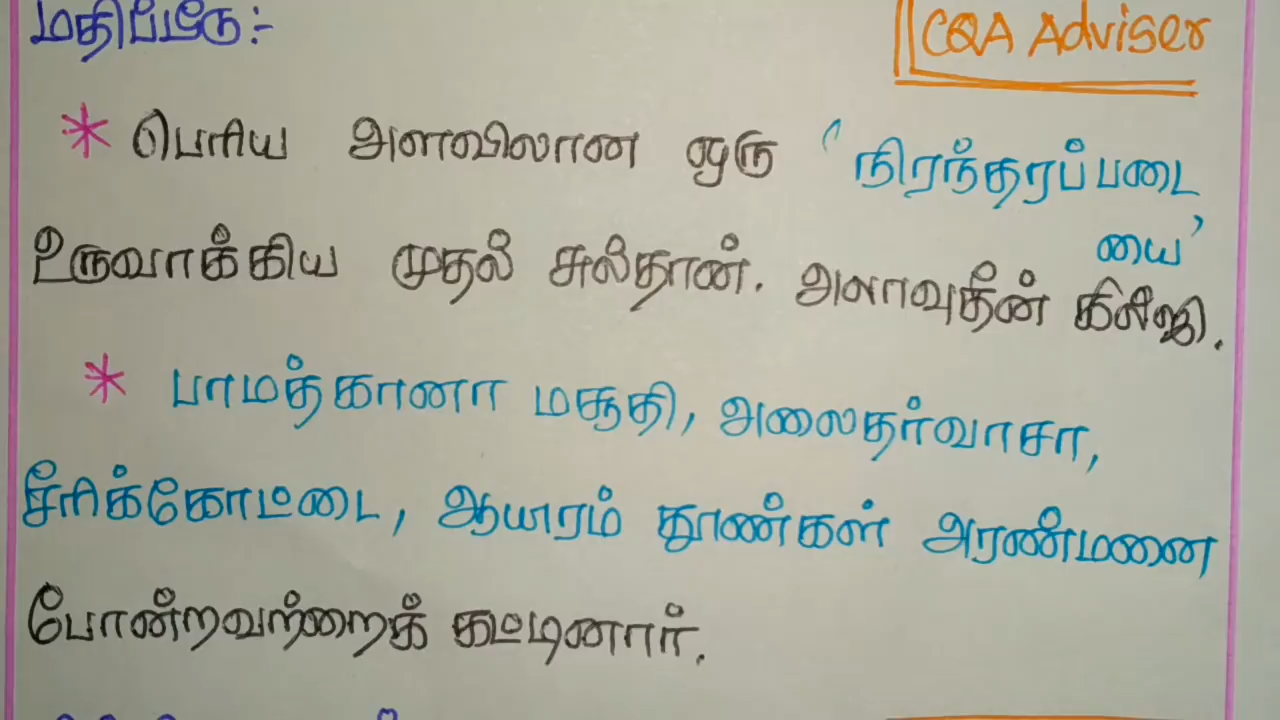 மதிப்பீடு:-
CQA Adviser
* பெரிய அளவிலான ஒரு 'நிரந்தரப்படை
யை'
உருவாக்கிய முதல் சுல்தான். அலாவுதீன் கில்ஜி.
* பாமத்கானா மசூதி, அலைதர்வாசா,
சீரிக்கோட்டை, ஆயிரம் தூண்கள் அரண்மனை
போன்றவற்றைக் கட்டினார்.